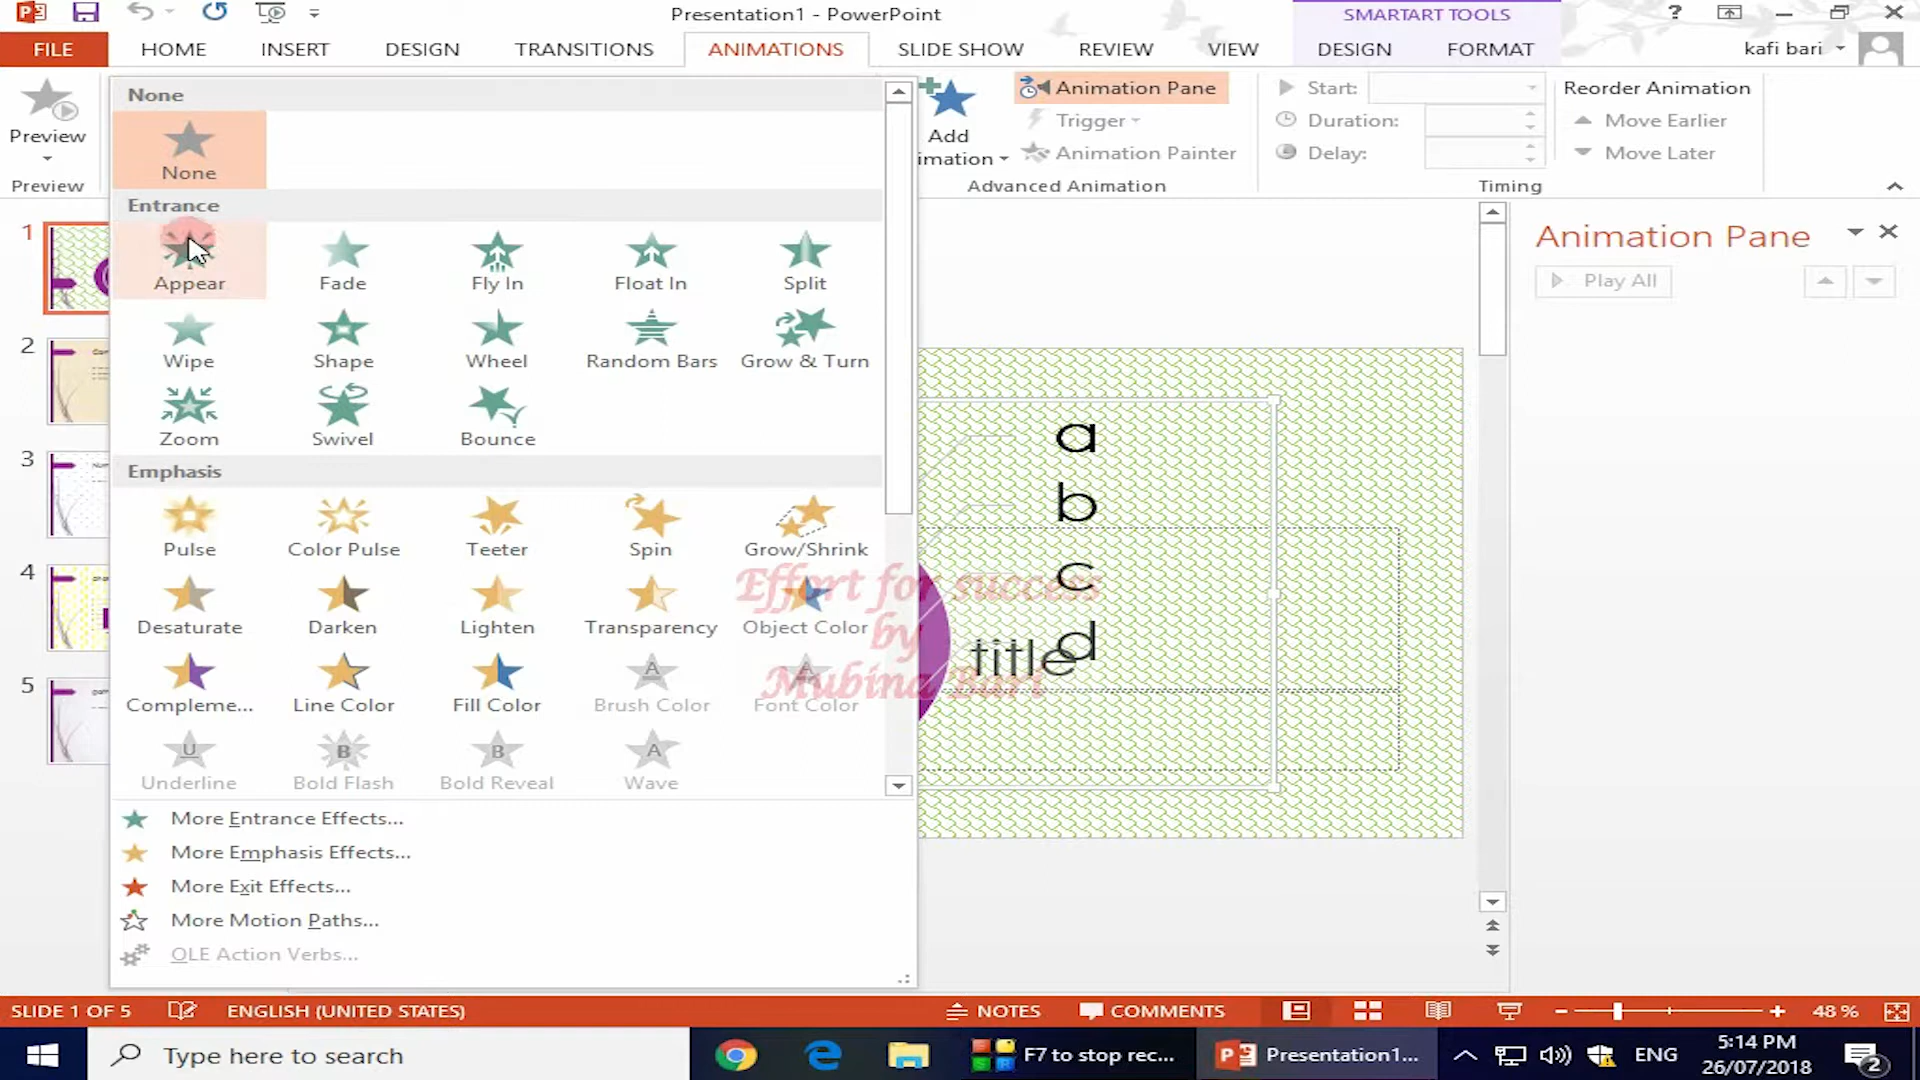 Presentation1 - PowerPoint
SMARTART TOOLS
?
FILE
HOME
INSERT
DESIGN
TRANSITIONS
ANIMATIONS
SLIDE SHOW
REVIEW
VIEW
DESIGN
FORMAT
kafi bari
Preview
Preview
None
None
Entrance
Appear
Fade
Fly In
Float In
Split
Wipe
Shape
Wheel
Random Bars
Grow & Turn
Zoom
Swivel
Bounce
Emphasis
Pulse
Color Pulse
Teeter
Spin
Grow/Shrink
Desaturate
Darken
Lighten
Transparency
Object Color
Compleme...
Line Color
Fill Color
Brush Color
Font Color
Underline
Bold Flash
Bold Reveal
Wave
More Entrance Effects...
More Emphasis Effects...
More Exit Effects...
More Motion Paths...
OLE Action Verbs...
Add
imation
Animation Pane
Trigger
Animation Painter
Advanced Animation
Start:
Duration:
Delay:
Reorder Animation
Move Earlier
Move Later
Timing
1
2
3
4
5
a
b
c
d
title
Effort for success
by
Mubina Bari
Animation Pane
Play All
SLIDE 1 OF 5
ENGLISH (UNITED STATES)
NOTES
COMMENTS
48 %
Type here to search
F7 to stop rec...
Presentation1...
ENG
5:14 PM
26/07/2018
2